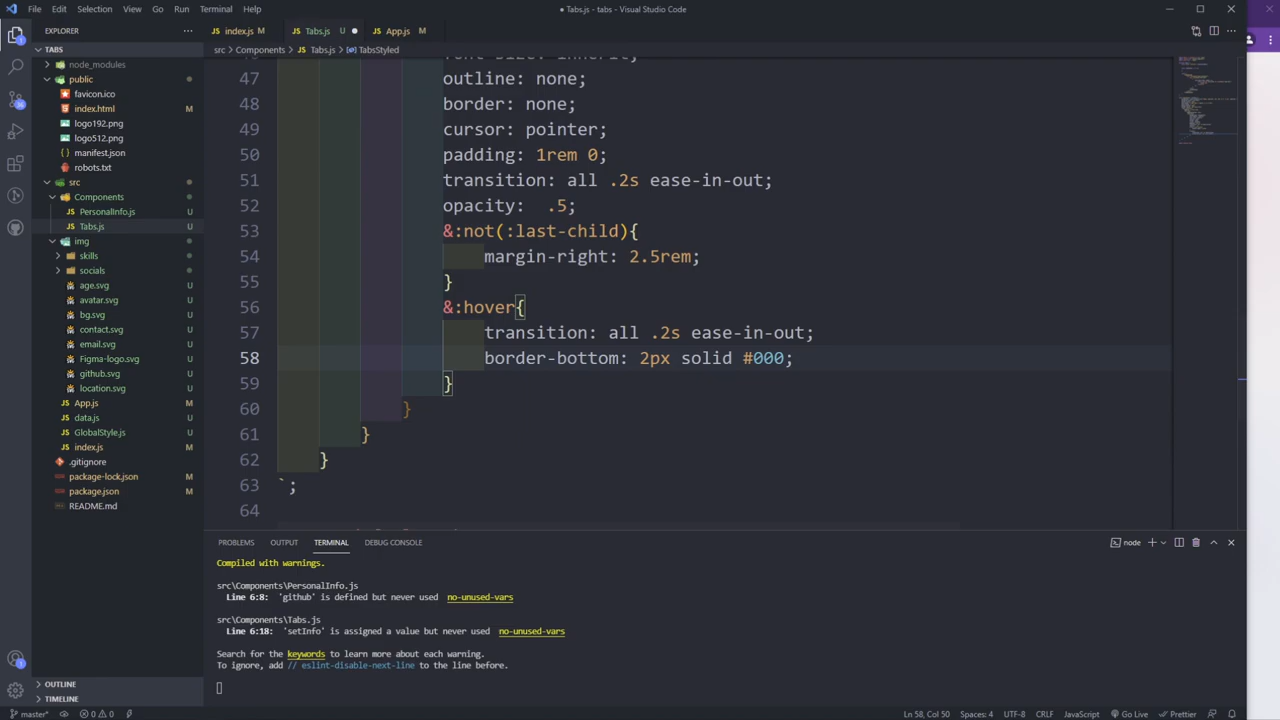 File Edit Selection View Go Run Terminal Help
● Tabs.js - tabs - Visual Studio Code
EXPLORER
index.js M
Tabs.js U
App.js M
TABS
src > Components > Tabs.js > TabsStyled
node_modules
public
favicon.ico
index.html M
logo192.png
logo512.png
manifest.json
robots.txt
src
Components
PersonalInfo.js U
Tabs.js U
img
skills
socials
age.svg U
avatar.svg U
bg.svg U
contact.svg U
email.svg U
Figma-logo.svg U
github.svg U
location.svg U
App.js M
data.js U
GlobalStyle.js U
index.js M
.gitignore
package-lock.json M
package.json M
README.md
OUTLINE
TIMELINE
46 font-size: inherit;
47 outline: none;
48 border: none;
49 cursor: pointer;
50 padding: 1rem 0;
51 transition: all .2s ease-in-out;
52 opacity: .5;
53 &:not(:last-child){
54 margin-right: 2.5rem;
55 }
56 &:hover{
57 transition: all .2s ease-in-out;
58 border-bottom: 2px solid #000;
59 }
60 }
61 }
62 }
63 `;
64
PROBLEMS OUTPUT TERMINAL DEBUG CONSOLE
node
Compiled with warnings.
src\Components\PersonalInfo.js
Line 6:8: 'github' is defined but never used no-unused-vars
src\Components\Tabs.js
Line 6:18: 'setInfo' is assigned a value but never used no-unused-vars
Search for the keywords to learn more about each warning.
To ignore, add // eslint-disable-next-line to the line before.
master* 0 0 Ln 58, Col 50 Spaces: 4 UTF-8 CRLF JavaScript Go Live Prettier